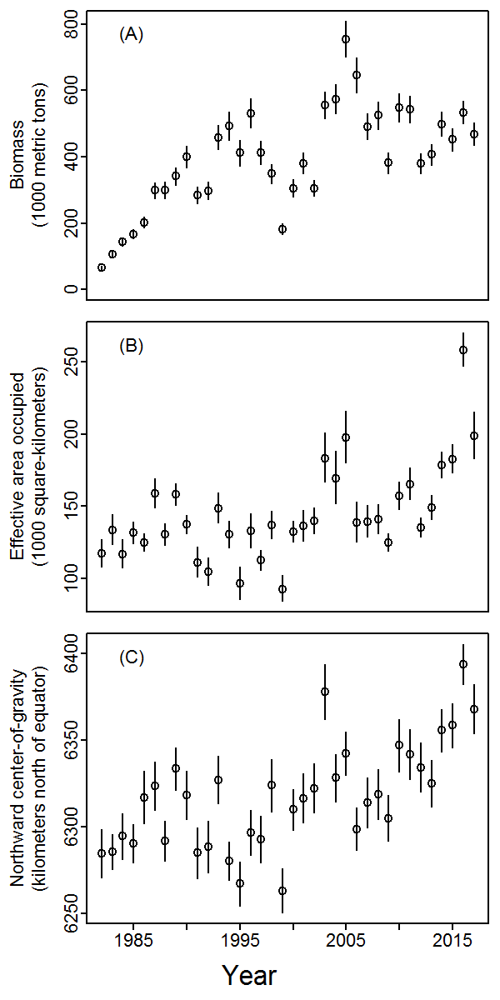 (A)
Biomass
(1000 metric tons)
800
600
400
200
0
(B)
Effective area occupied
(1000 square-kilometers)
250
200
150
100
(C)
Northward center-of-gravity
(kilometers north of equator)
6400
6350
6300
6250
1985 1995 2005 2015
Year